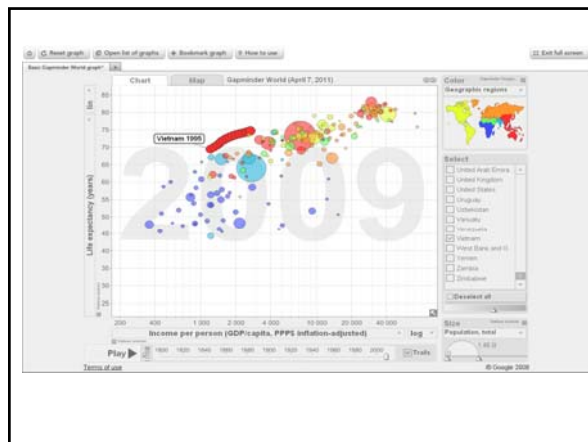 Reset graph Open list of graphs Bookmark graph How to use Exit full screen
Chart Map Gapminder World (April 7, 2011)
Color
Geographic regions
lin
85
80
75
70
65
60
55
50
45
40
35
30
25
Life expectancy (years)
Vietnam 1995
2009
200 400 1 000 2 000 4 000 10 000 20 000 40 000
Income per person (GDP/capita, PPP$ inflation-adjusted) log
Select
United Arab Emira
United Kingdom
United States
Uruguay
Uzbekistan
Vanuatu
Venezuela
Vietnam
West Bank and G
Yemen
Zambia
Zimbabwe
Deselect all
Size
Population, total
Play 1800 1820 1840 1860 1880 1900 1920 1940 1960 1980 2000 Trails
Terms of use
© Google 2008